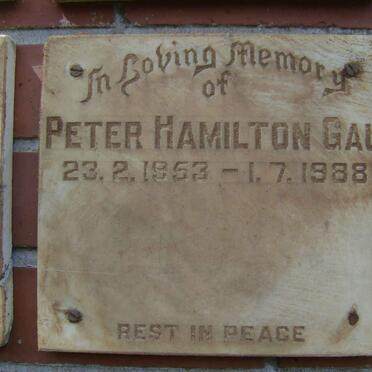 In Loving Memory
of
PETER HAMILTON GAU
23.2.1953 – 1.7.1988
REST IN PEACE